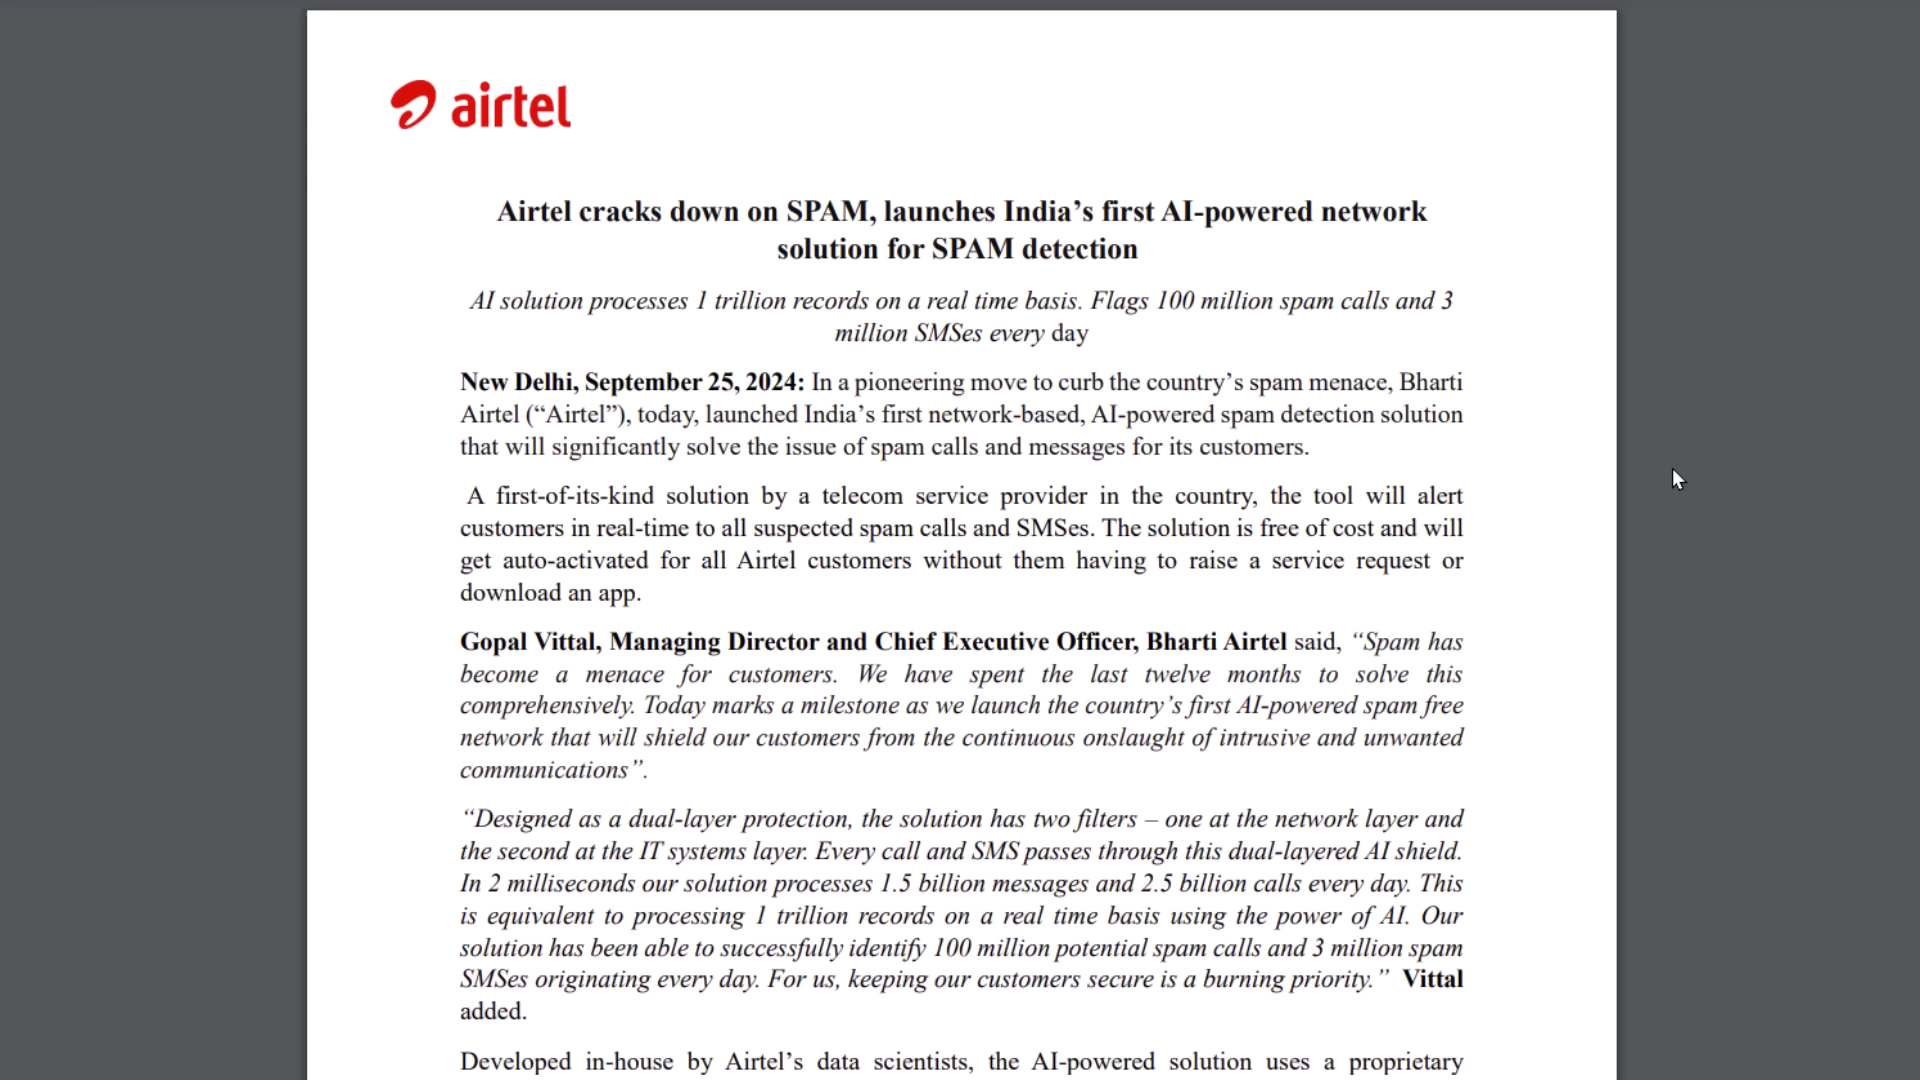 airtel
Airtel cracks down on SPAM, launches India’s first AI-powered network
solution for SPAM detection
AI solution processes 1 trillion records on a real time basis. Flags 100 million spam calls and 3
million SMSes every day
New Delhi, September 25, 2024: In a pioneering move to curb the country’s spam menace, Bharti
Airtel (“Airtel”), today, launched India’s first network-based, AI-powered spam detection solution
that will significantly solve the issue of spam calls and messages for its customers.
A first-of-its-kind solution by a telecom service provider in the country, the tool will alert
customers in real-time to all suspected spam calls and SMSes. The solution is free of cost and will
get auto-activated for all Airtel customers without them having to raise a service request or
download an app.
Gopal Vittal, Managing Director and Chief Executive Officer, Bharti Airtel said, “Spam has
become a menace for customers. We have spent the last twelve months to solve this
comprehensively. Today marks a milestone as we launch the country’s first AI-powered spam free
network that will shield our customers from the continuous onslaught of intrusive and unwanted
communications”.
“Designed as a dual-layer protection, the solution has two filters – one at the network layer and
the second at the IT systems layer. Every call and SMS passes through this dual-layered AI shield.
In 2 milliseconds our solution processes 1.5 billion messages and 2.5 billion calls every day. This
is equivalent to processing 1 trillion records on a real time basis using the power of AI. Our
solution has been able to successfully identify 100 million potential spam calls and 3 million spam
SMSes originating every day. For us, keeping our customers secure is a burning priority.” Vittal
added.
Developed in-house by Airtel’s data scientists, the AI-powered solution uses a proprietary